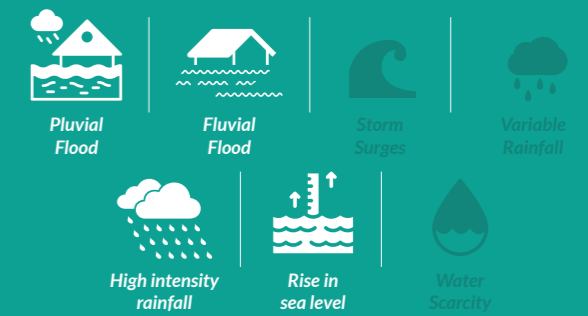 Pluvial
Flood
Fluvial
Flood
Storm
Surges
Variable
Rainfall
High intensity
rainfall
Rise in
sea level
Water
Scarcity